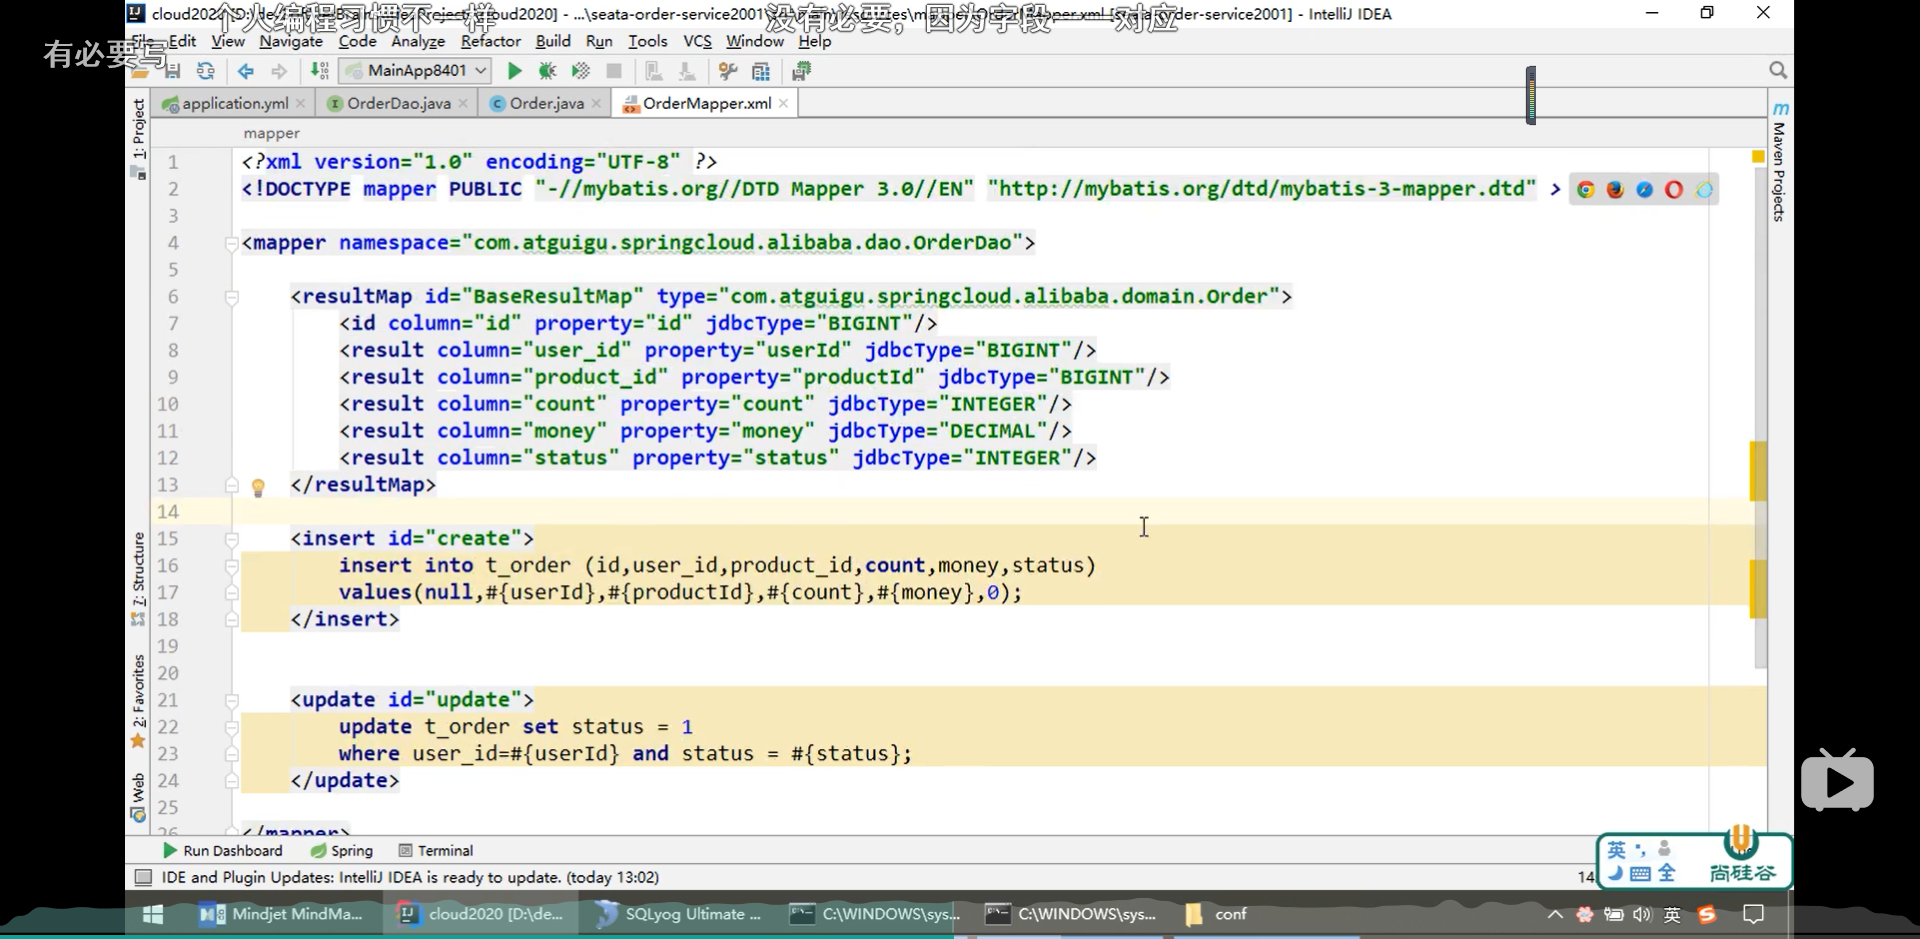 个人编程习惯不一样
没有必要，因为字段一一对应
有必要写
\seata-order-service2001\
IntelliJ IDEA
File Edit View Navigate Code Analyze Refactor Build Run Tools VCS Window Help
MainApp8401
application.yml OrderDao.java Order.java OrderMapper.xml
mapper
1 <?xml version="1.0" encoding="UTF-8" ?>
2 <!DOCTYPE mapper PUBLIC "-//mybatis.org//DTD Mapper 3.0//EN" "http://mybatis.org/dtd/mybatis-3-mapper.dtd" >
3
4 <mapper namespace="com.atguigu.springcloud.alibaba.dao.OrderDao">
5
6 <resultMap id="BaseResultMap" type="com.atguigu.springcloud.alibaba.domain.Order">
7 <id column="id" property="id" jdbcType="BIGINT"/>
8 <result column="user_id" property="userId" jdbcType="BIGINT"/>
9 <result column="product_id" property="productId" jdbcType="BIGINT"/>
10 <result column="count" property="count" jdbcType="INTEGER"/>
11 <result column="money" property="money" jdbcType="DECIMAL"/>
12 <result column="status" property="status" jdbcType="INTEGER"/>
13 </resultMap>
14
15 <insert id="create">
16 insert into t_order (id,user_id,product_id,count,money,status)
17 values(null,#{userId},#{productId},#{count},#{money},0);
18 </insert>
19
20
21 <update id="update">
22 update t_order set status = 1
23 where user_id=#{userId} and status = #{status};
24 </update>
25
26 </mapper>
1: Project
7: Structure
2: Favorites
Web
Maven Projects
Run Dashboard Spring Terminal
IDE and Plugin Updates: IntelliJ IDEA is ready to update. (today 13:02)
英
全
尚硅谷
Mindjet MindMa... cloud2020 [D:\de... SQLyog Ultimate ... C:\WINDOWS\sys... C:\WINDOWS\sys... conf
英